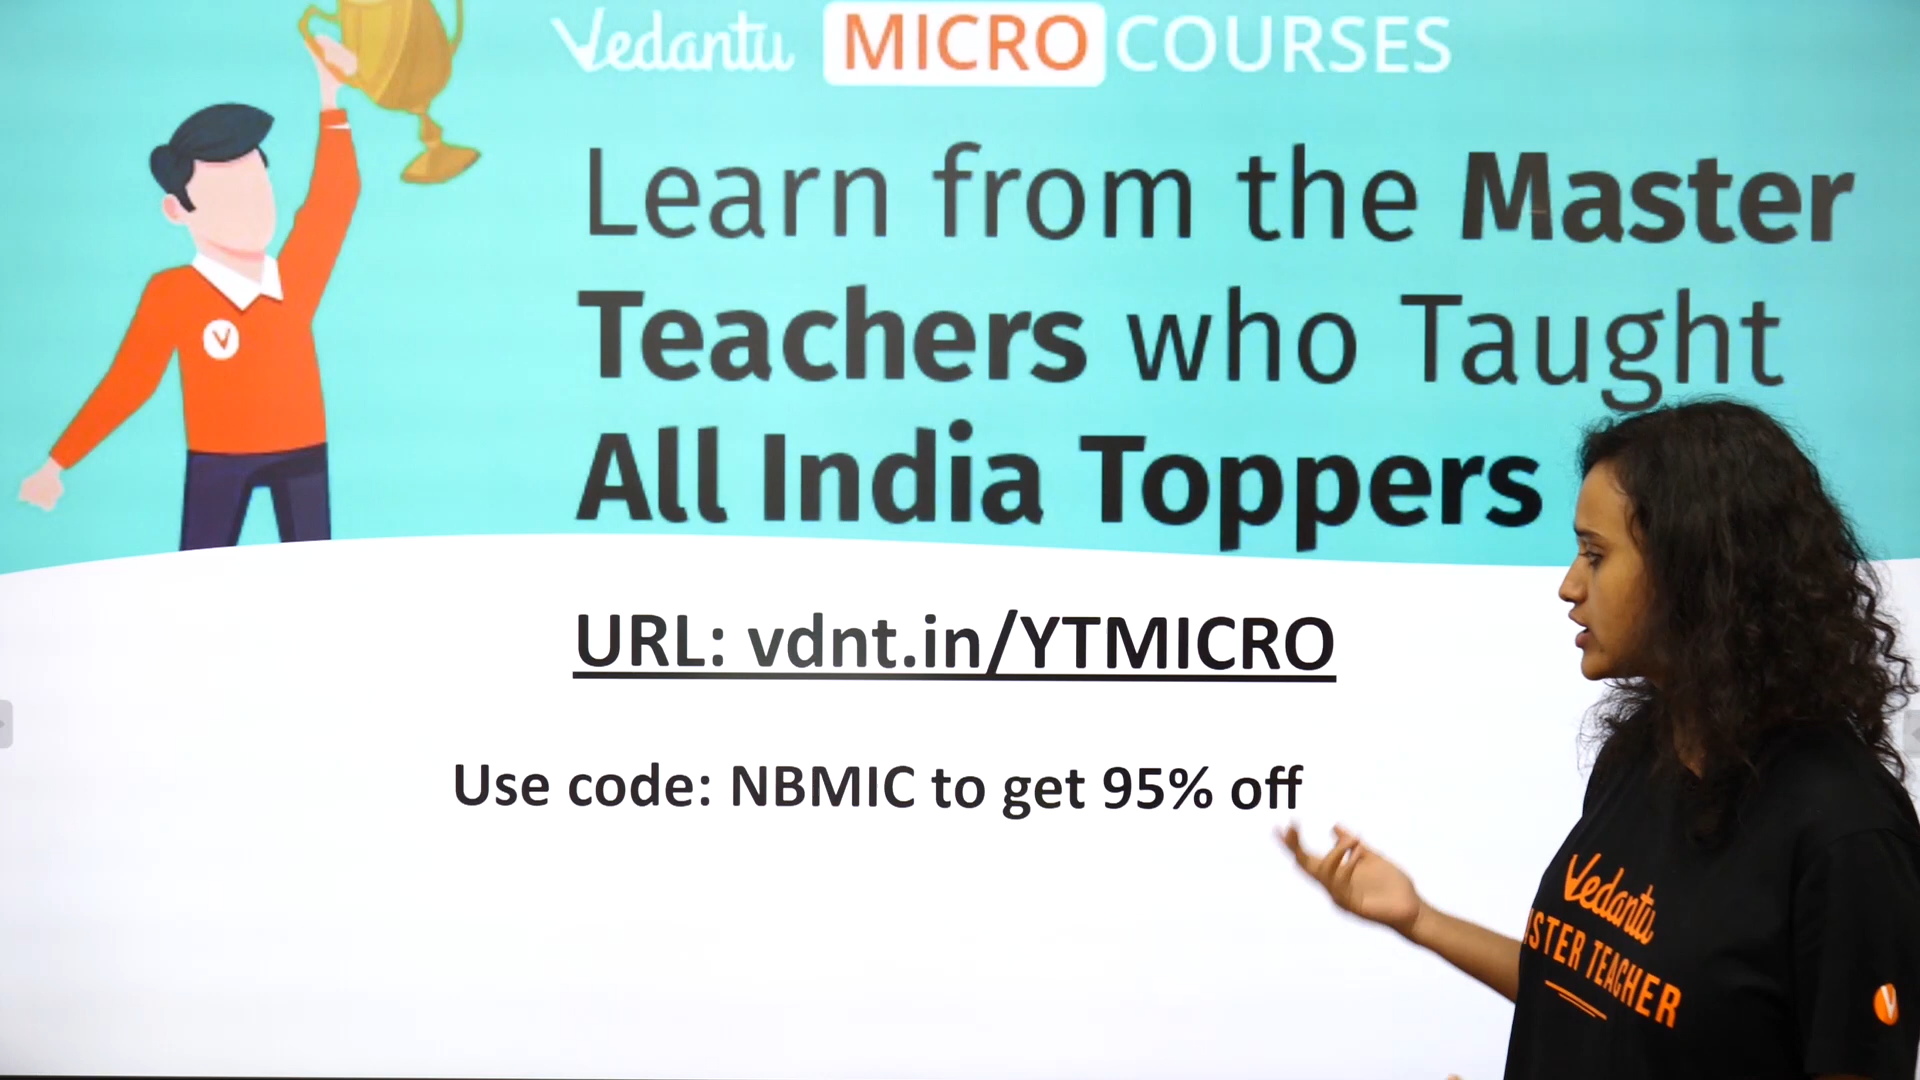 Vedantu MICRO COURSES
Learn from the Master
Teachers who Taught
All India Toppers
V
URL: vdnt.in/YTMICRO
Use code: NBMIC to get 95% off
Vedantu
STER TEACHER
V